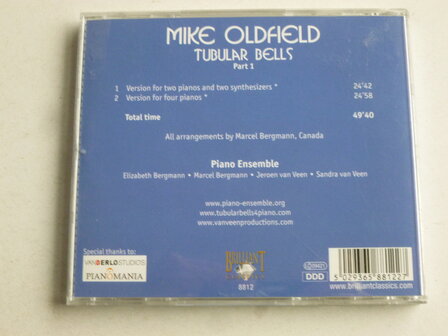 MIKE OLDFIELD
TUBULAR BELLS
Part 1
1 Version for two pianos and two synthesizers * 24'42
2 Version for four pianos * 24'58
Total time 49'40
All arrangements by Marcel Bergmann, Canada
Piano Ensemble
Elizabeth Bergmann • Marcel Bergmann • Jeroen van Veen • Sandra van Veen
www.piano-ensemble.org
www.tubularbells4piano.com
www.vanveenproductions.com
Special thanks to:
VANDERLOSTUDIOS
PIANOMANIA
BRILLIANT
CLASSICS
8812
DDD
5 029365 881227
www.brilliantclassics.com